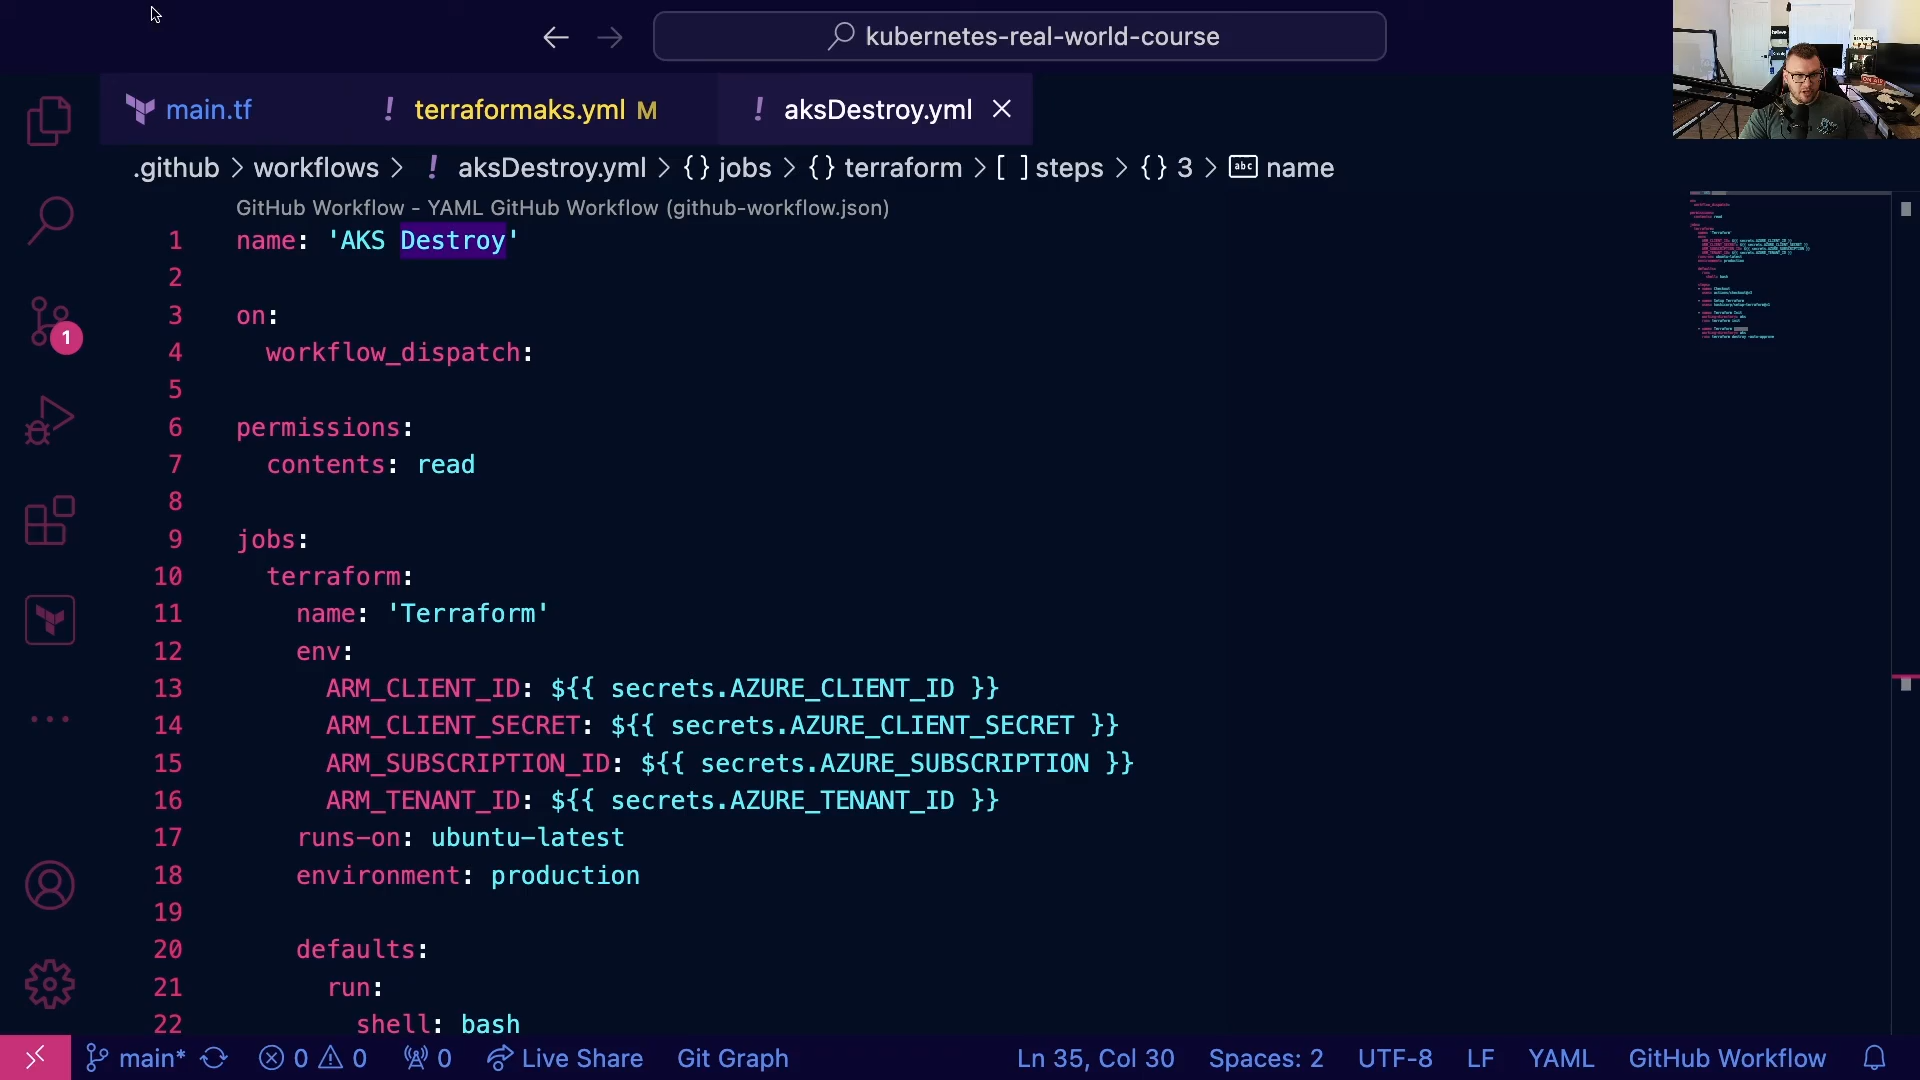 kubernetes-real-world-course
main.tf
! terraformaks.yml M
! aksDestroy.yml
.github > workflows > ! aksDestroy.yml > {} jobs > {} terraform > [ ] steps > {} 3 > abc name
GitHub Workflow - YAML GitHub Workflow (github-workflow.json)
1 name: 'AKS Destroy'
2
3 on:
4 workflow_dispatch:
5
6 permissions:
7 contents: read
8
9 jobs:
10 terraform:
11 name: 'Terraform'
12 env:
13 ARM_CLIENT_ID: ${{ secrets.AZURE_CLIENT_ID }}
14 ARM_CLIENT_SECRET: ${{ secrets.AZURE_CLIENT_SECRET }}
15 ARM_SUBSCRIPTION_ID: ${{ secrets.AZURE_SUBSCRIPTION }}
16 ARM_TENANT_ID: ${{ secrets.AZURE_TENANT_ID }}
17 runs-on: ubuntu-latest
18 environment: production
19
20 defaults:
21 run:
22 shell: bash
1
main* 0 0 0 Live Share Git Graph Ln 35, Col 30 Spaces: 2 UTF-8 LF YAML GitHub Workflow